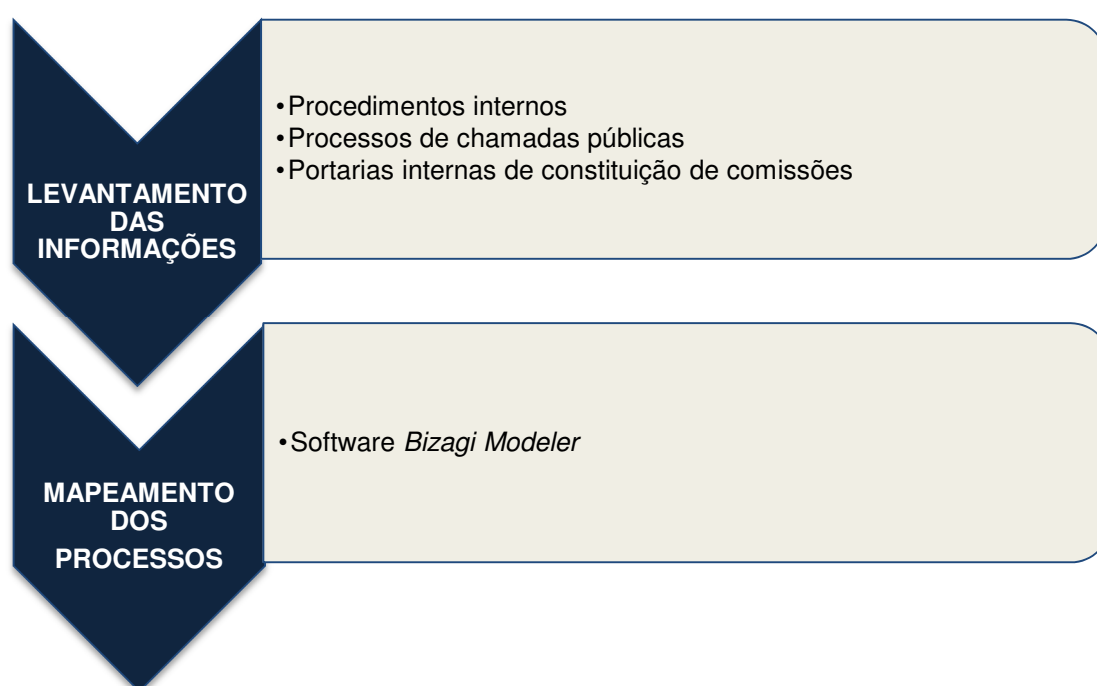 LEVANTAMENTO
DAS
INFORMAÇÕES
•Procedimentos internos
•Processos de chamadas públicas
•Portarias internas de constituição de comissões
MAPEAMENTO
DOS
PROCESSOS
•Software Bizagi Modeler